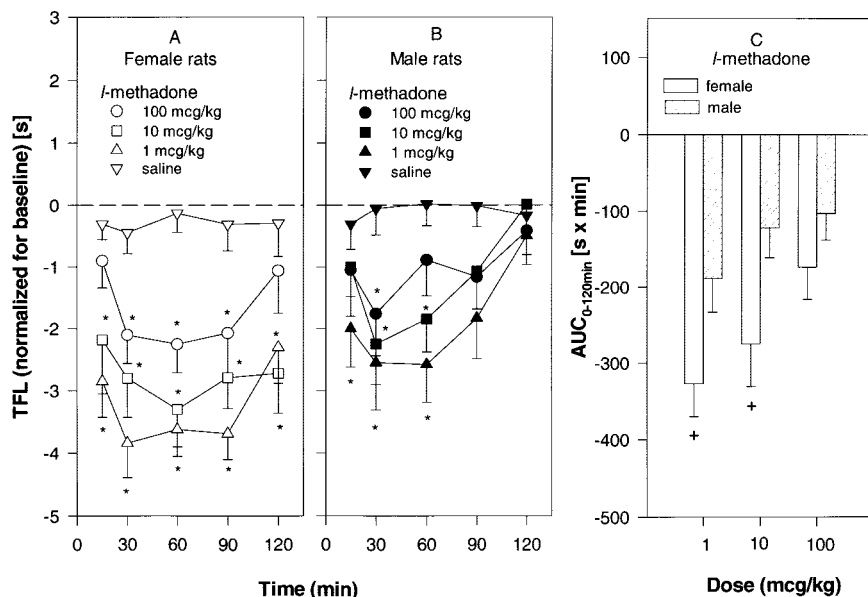 A
Female rats
l-methadone
100 mcg/kg
10 mcg/kg
1 mcg/kg
saline
TFL (normalized for baseline) [s]
3
2
1
0
-1
-2
-3
-4
-5
* * * * * * * * * * * *
0 30 60 90 120
B
Male rats
l-methadone
100 mcg/kg
10 mcg/kg
1 mcg/kg
saline
* * * * * *
0 30 60 90 120
Time (min)
C
l-methadone
female
male
AUC0-120min [s x min]
100
0
-100
-200
-300
-400
-500
+ +
1 10 100
Dose (mcg/kg)